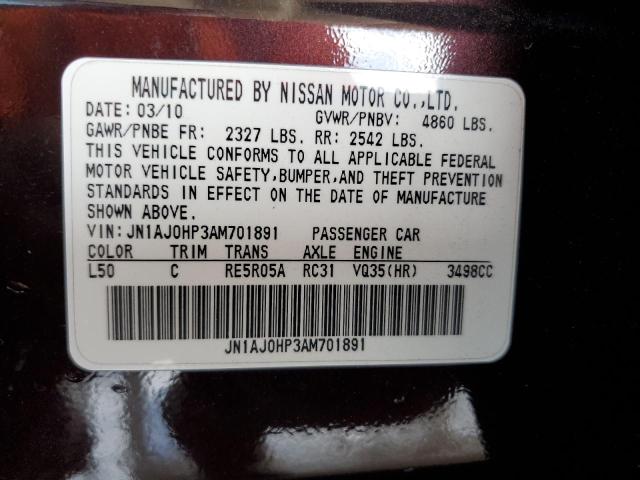 MANUFACTURED BY NISSAN MOTOR CO.,LTD.
DATE: 03/10 GVWR/PNBV: 4860 LBS.
GAWR/PNBE FR: 2327 LBS. RR: 2542 LBS.
THIS VEHICLE CONFORMS TO ALL APPLICABLE FEDERAL
MOTOR VEHICLE SAFETY,BUMPER,AND THEFT PREVENTION
STANDARDS IN EFFECT ON THE DATE OF MANUFACTURE
SHOWN ABOVE.
VIN: JN1AJ0HP3AM701891 PASSENGER CAR
COLOR TRIM TRANS AXLE ENGINE
L50 C RE5R05A RC31 VQ35(HR) 3498CC
JN1AJ0HP3AM701891